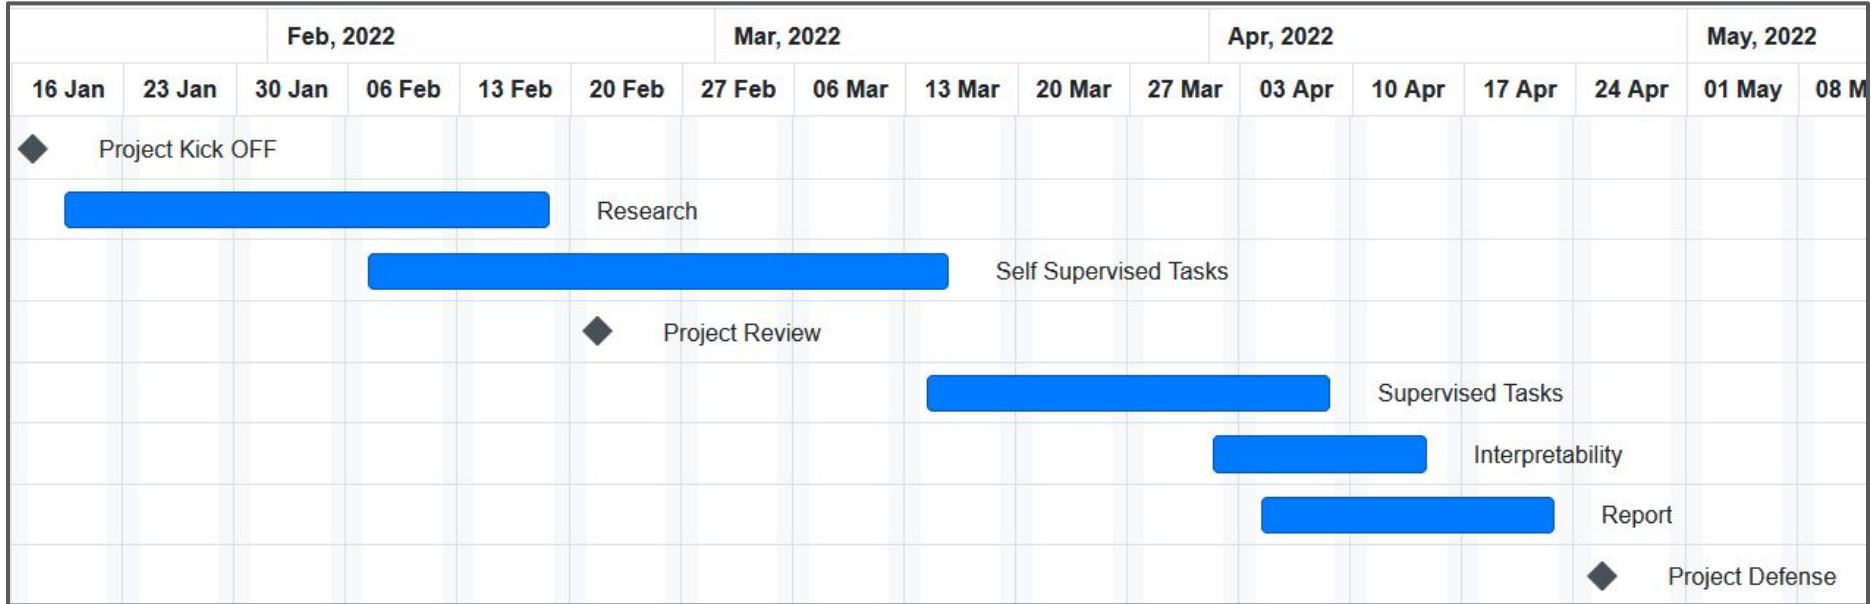 Feb, 2022 Mar, 2022 Apr, 2022 May, 2022
16 Jan 23 Jan 30 Jan 06 Feb 13 Feb 20 Feb 27 Feb 06 Mar 13 Mar 20 Mar 27 Mar 03 Apr 10 Apr 17 Apr 24 Apr 01 May 08 M
Project Kick OFF
Research
Self Supervised Tasks
Project Review
Supervised Tasks
Interpretability
Report
Project Defense